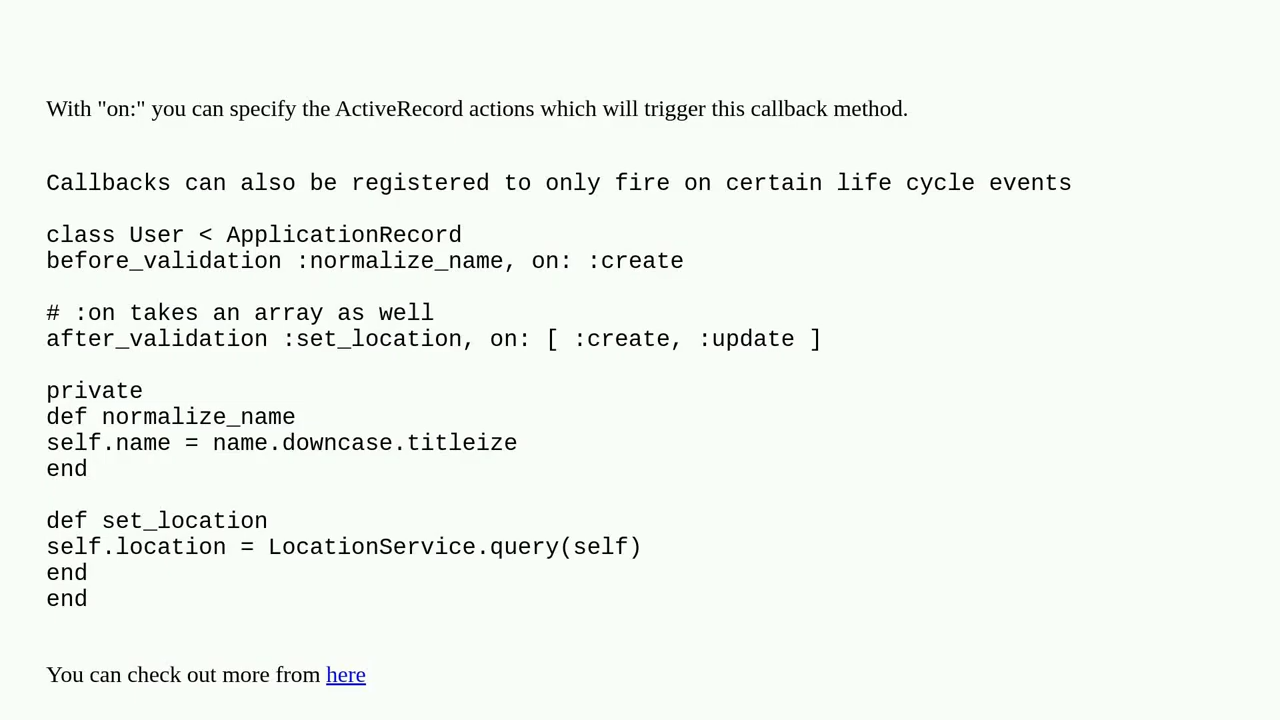 With "on:" you can specify the ActiveRecord actions which will trigger this callback method.
Callbacks can also be registered to only fire on certain life cycle events
class User < ApplicationRecord
before_validation :normalize_name, on: :create
# :on takes an array as well
after_validation :set_location, on: [ :create, :update ]
private
def normalize_name
self.name = name.downcase.titleize
end
def set_location
self.location = LocationService.query(self)
end
end
You can check out more from here